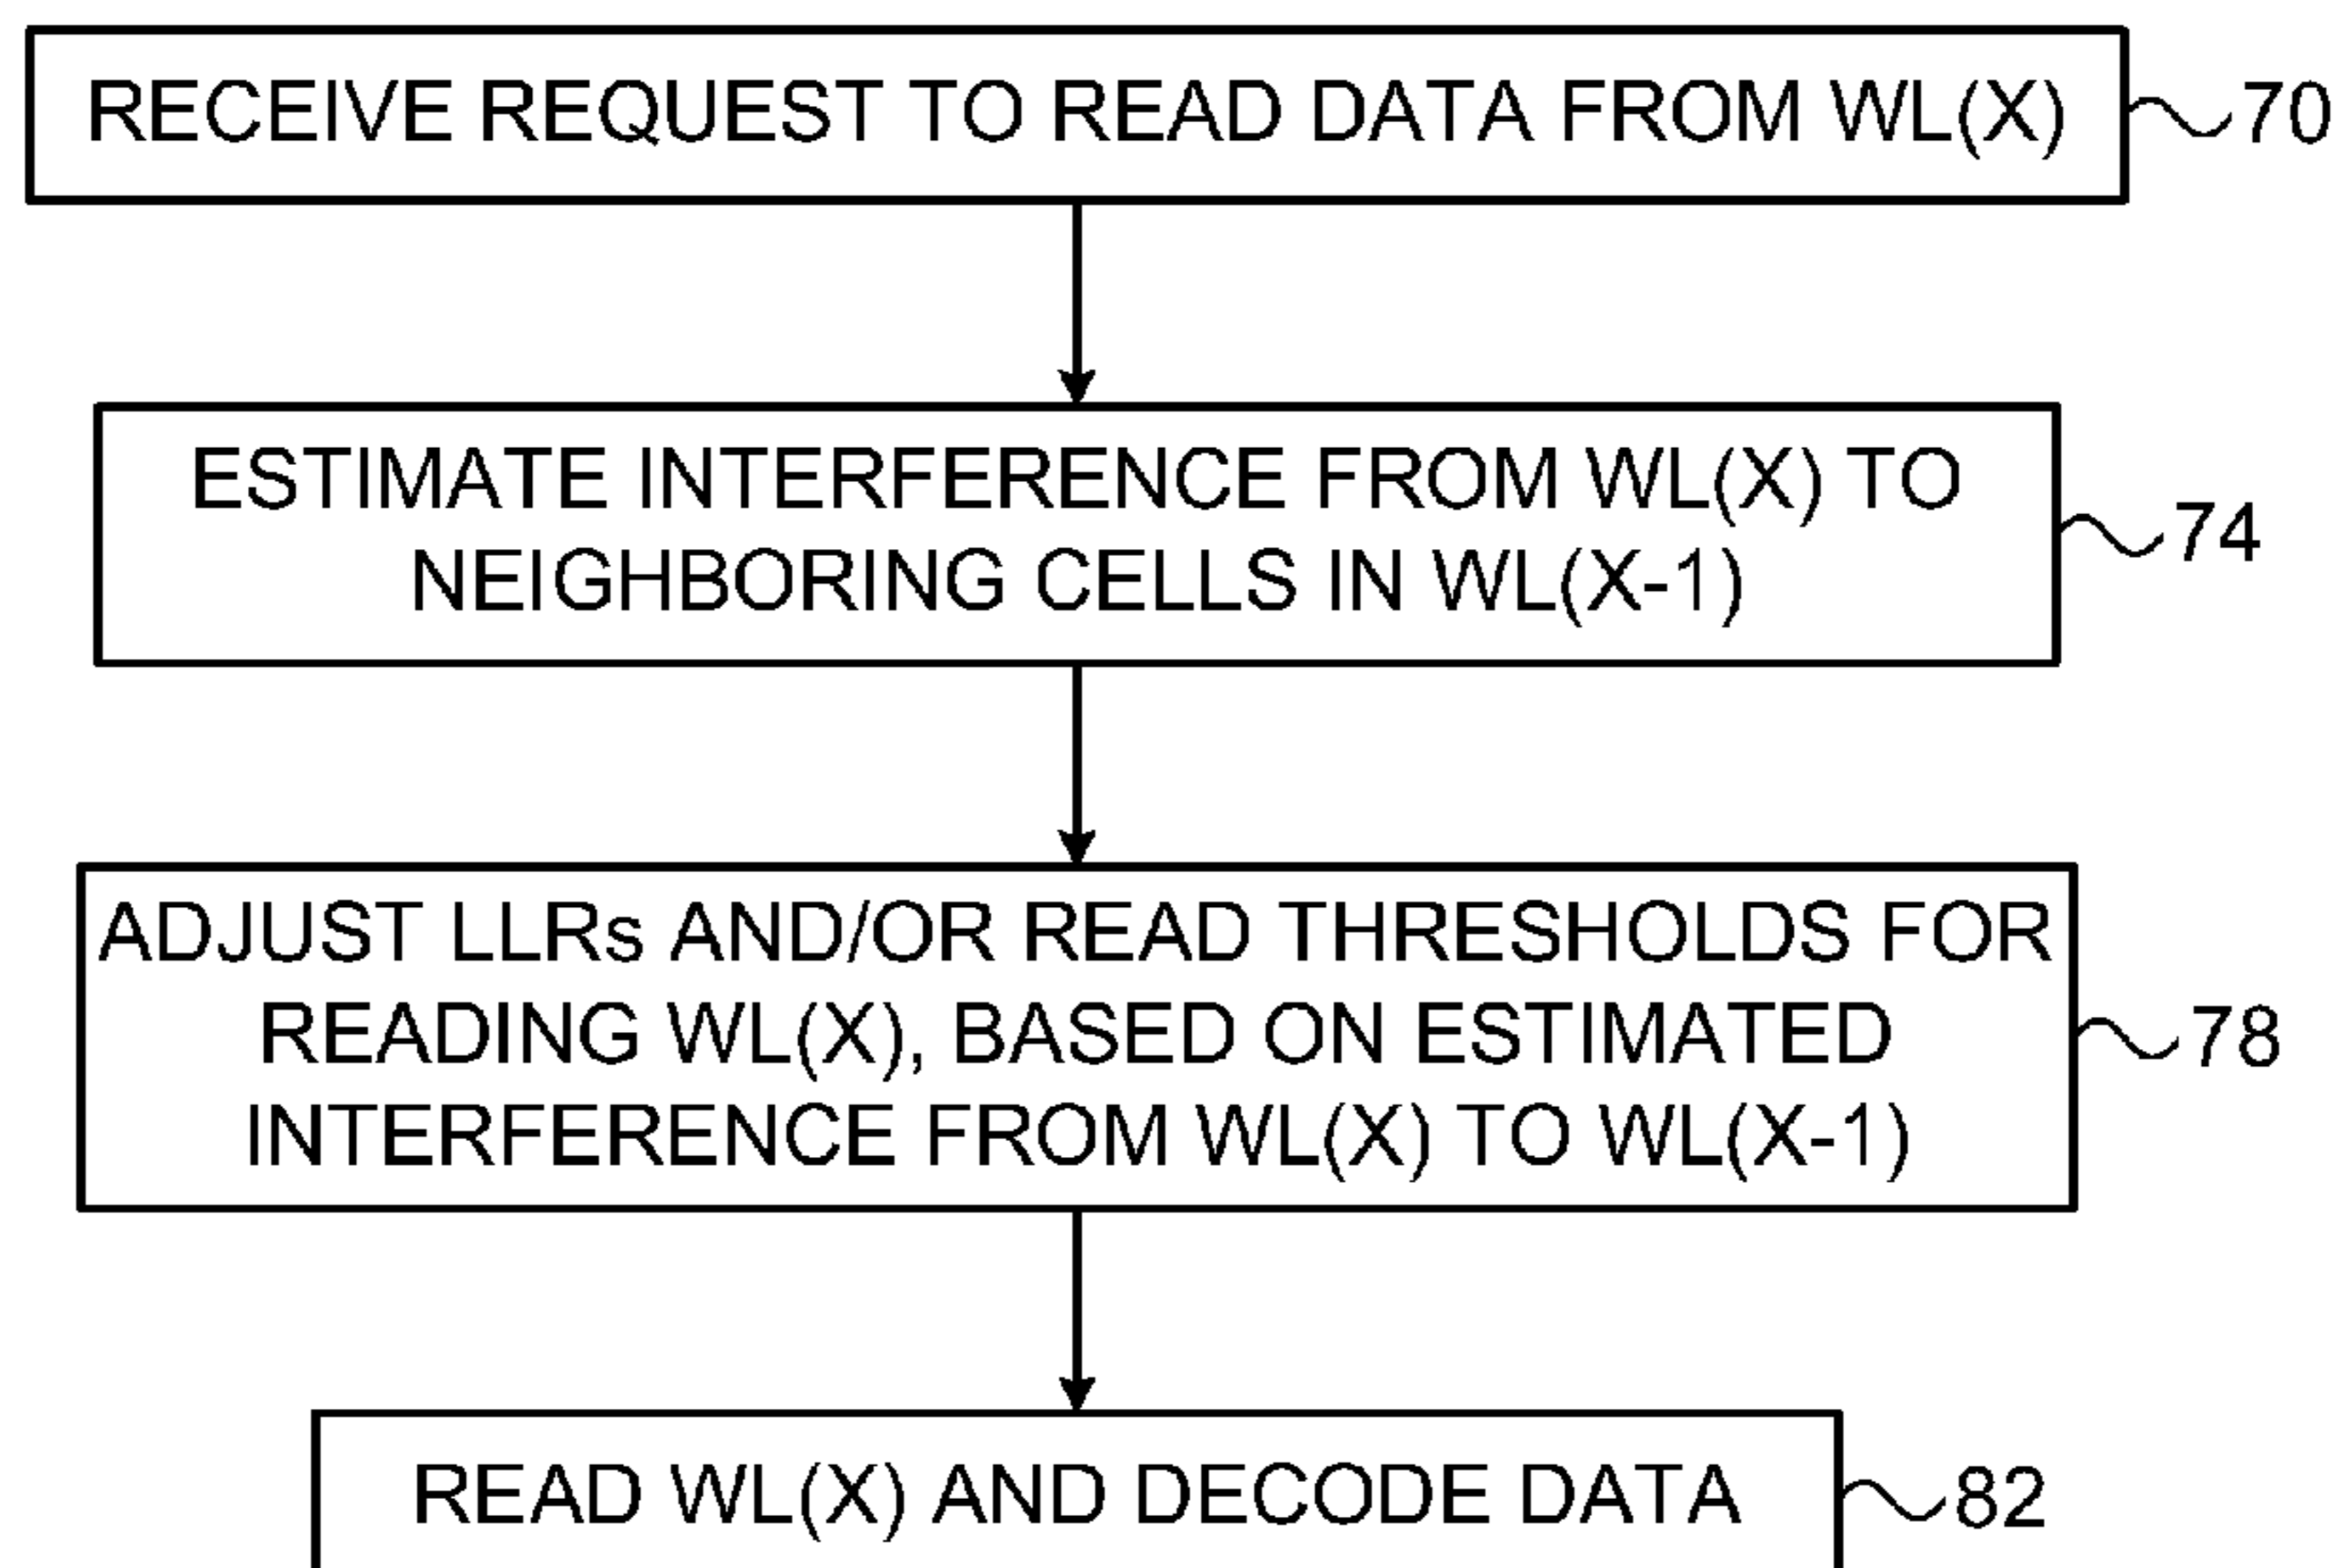 RECEIVE REQUEST TO READ DATA FROM WL(X)
70
ESTIMATE INTERFERENCE FROM WL(X) TO
NEIGHBORING CELLS IN WL(X-1)
74
ADJUST LLRs AND/OR READ THRESHOLDS FOR
READING WL(X), BASED ON ESTIMATED
INTERFERENCE FROM WL(X) TO WL(X-1)
78
READ WL(X) AND DECODE DATA
82